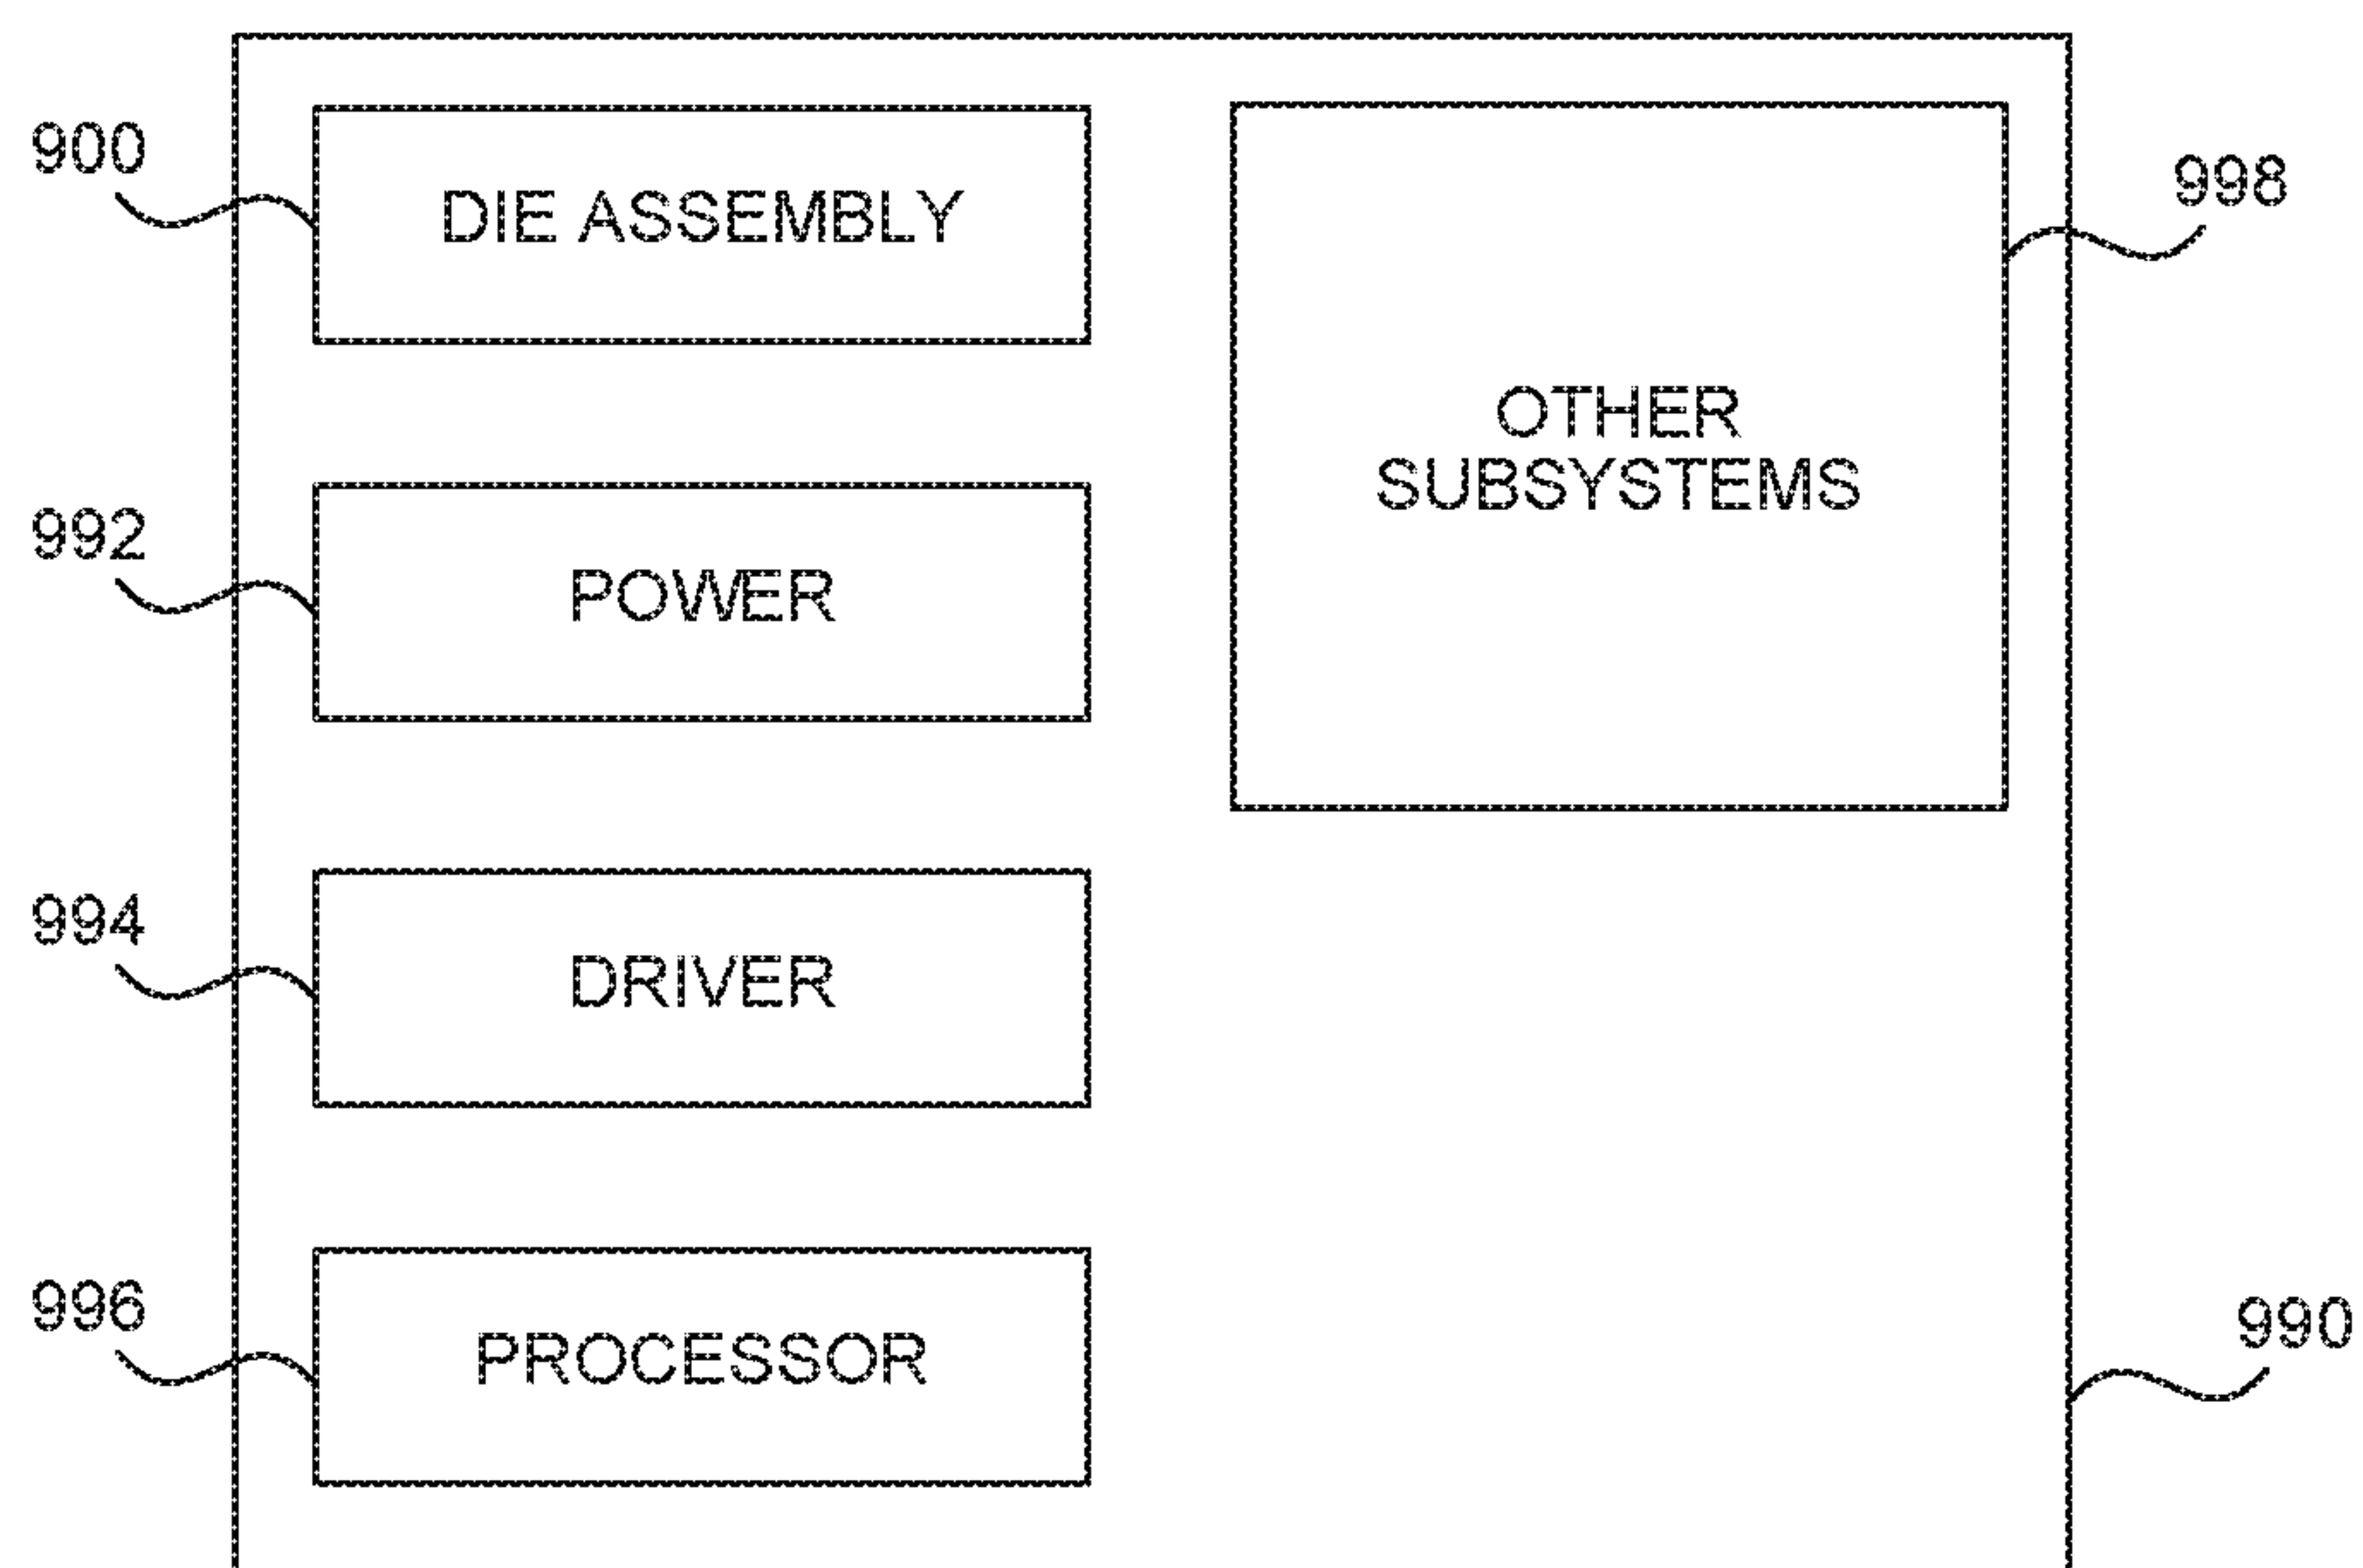 900
DIE ASSEMBLY
998
OTHER
SUBSYSTEMS
992
POWER
994
DRIVER
996
PROCESSOR
990